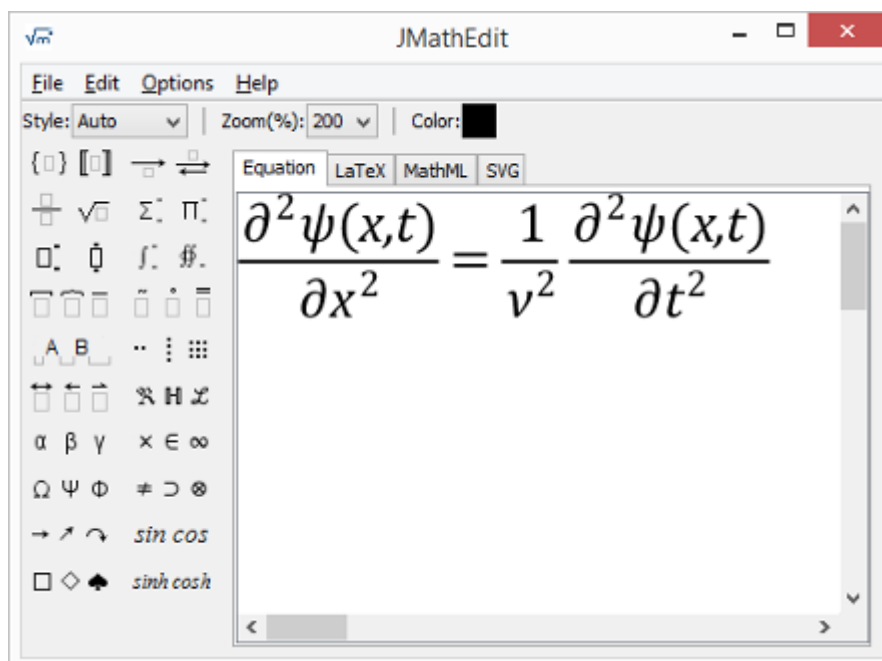 JMathEdit
File Edit Options Help
Style: Auto Zoom(%): 200 Color:
Equation LaTeX MathML SVG
∂²ψ(x,t)/∂x² = 1/ν² ∂²ψ(x,t)/∂t²
{▯} [▯]
√▯ Σ Π
∫ ∯
A B
ℜ H ℒ
α β γ × ∈ ∞
Ω Ψ Φ ≠ ⊃ ⊗
→ ↗ ↷ sin cos
□ ◇ ♠ sinh cosh